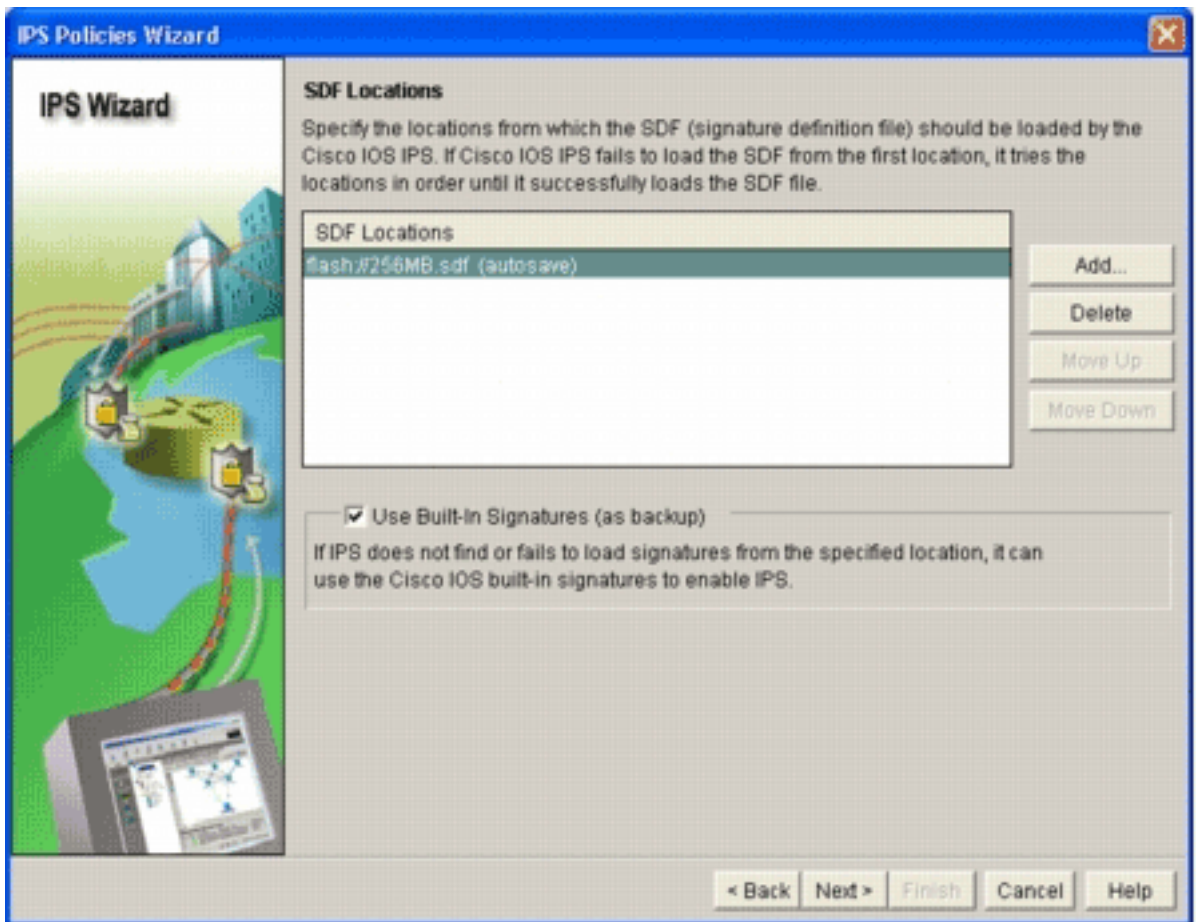 IPS Policies Wizard
IPS Wizard
SDF Locations
Specify the locations from which the SDF (signature definition file) should be loaded by the
Cisco IOS IPS. If Cisco IOS IPS fails to load the SDF from the first location, it tries the
locations in order until it successfully loads the SDF file.
SDF Locations
flash://256MB.sdf (autosave)
Add...
Delete
Move Up
Move Down
Use Built-In Signatures (as backup)
If IPS does not find or fails to load signatures from the specified location, it can
use the Cisco IOS built-in signatures to enable IPS.
< Back
Next >
Finish
Cancel
Help